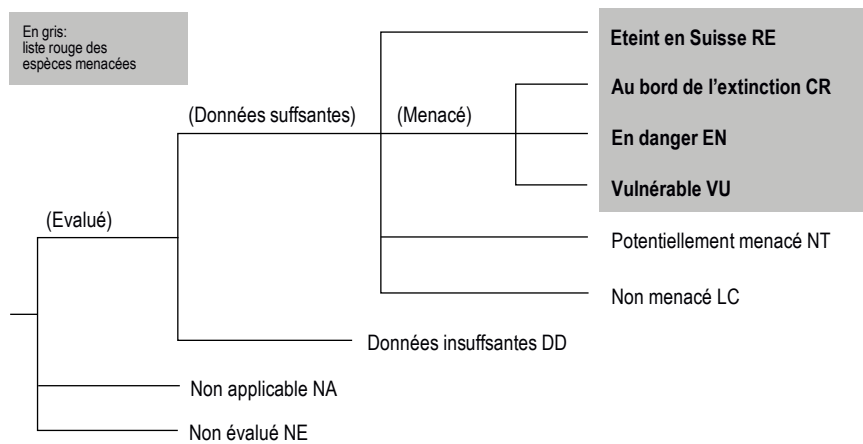 En gris:
liste rouge des
espèces menacées
Eteint en Suisse RE
Au bord de l'extinction CR
(Données suffsantes)
(Menacé)
En danger EN
Vulnérable VU
(Evalué)
Potentiellement menacé NT
Non menacé LC
Données insuffsantes DD
Non applicable NA
Non évalué NE